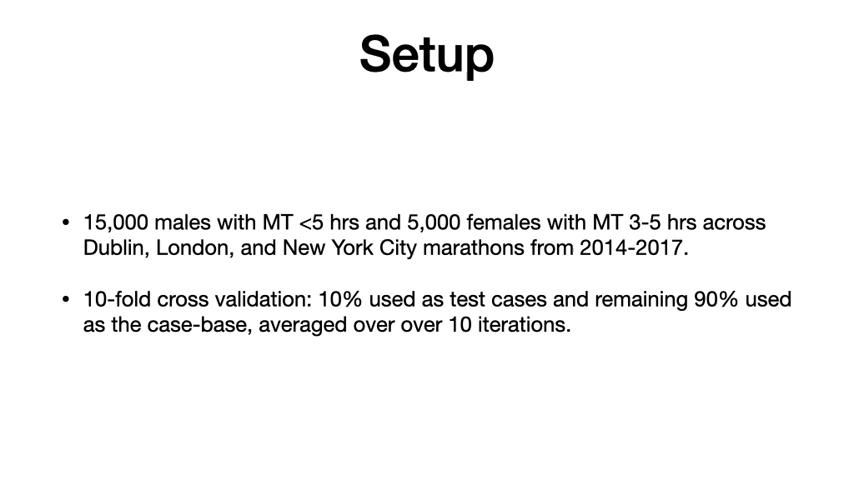 Setup
• 15,000 males with MT <5 hrs and 5,000 females with MT 3-5 hrs across
Dublin, London, and New York City marathons from 2014-2017.
• 10-fold cross validation: 10% used as test cases and remaining 90% used
as the case-base, averaged over over 10 iterations.